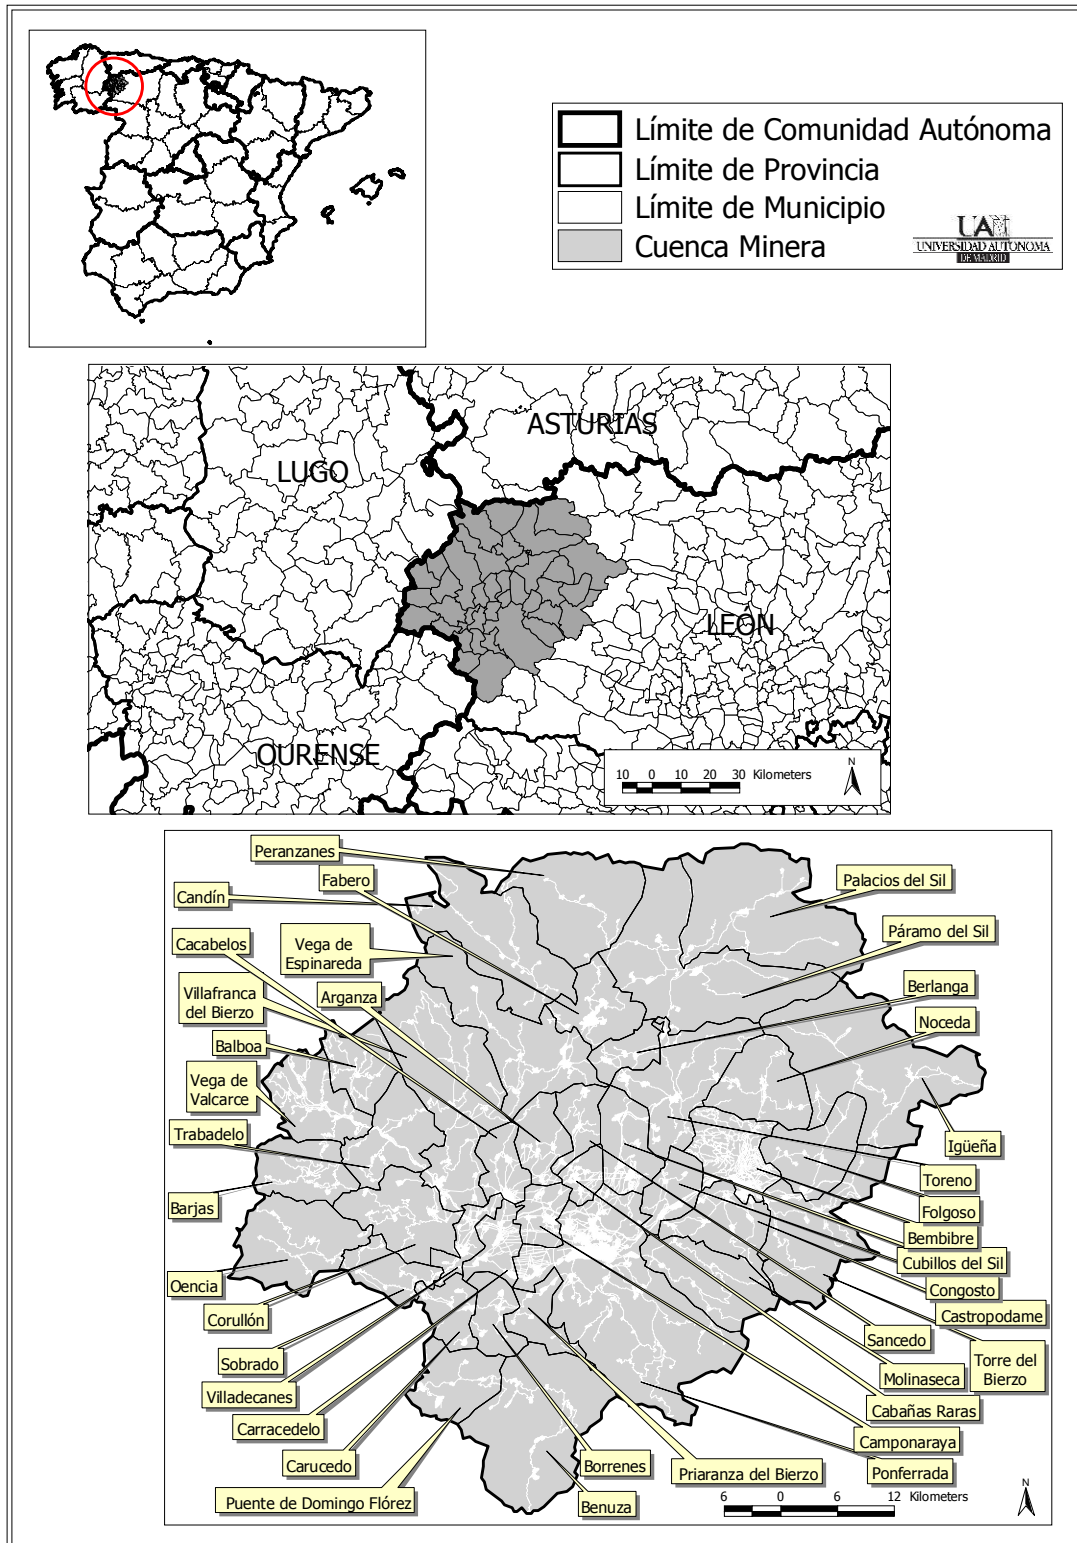 Límite de Comunidad Autónoma
Límite de Provincia
Límite de Municipio
Cuenca Minera
UAM
UNIVERSIDAD AUTONOMA
DE MADRID
ASTURIAS
LUGO
LEÓN
OURENSE
10 0 10 20 30 Kilometers
N
Peranzanes
Fabero
Candín
Cacabelos
Vega de
Espinareda
Villafranca
del Bierzo
Arganza
Balboa
Vega de
Valcarce
Trabadelo
Barjas
Oencia
Corullón
Sobrado
Villadecanes
Carracedelo
Carucedo
Puente de Domingo Flórez
Palacios del Sil
Páramo del Sil
Berlanga
Noceda
Igüeña
Toreno
Folgoso
Bembibre
Cubillos del Sil
Congosto
Castropodame
Sancedo
Torre del
Bierzo
Molinaseca
Cabañas Raras
Camponaraya
Ponferrada
Priaranza del Bierzo
Borrenes
Benuza
6 0 6 12 Kilometers
N